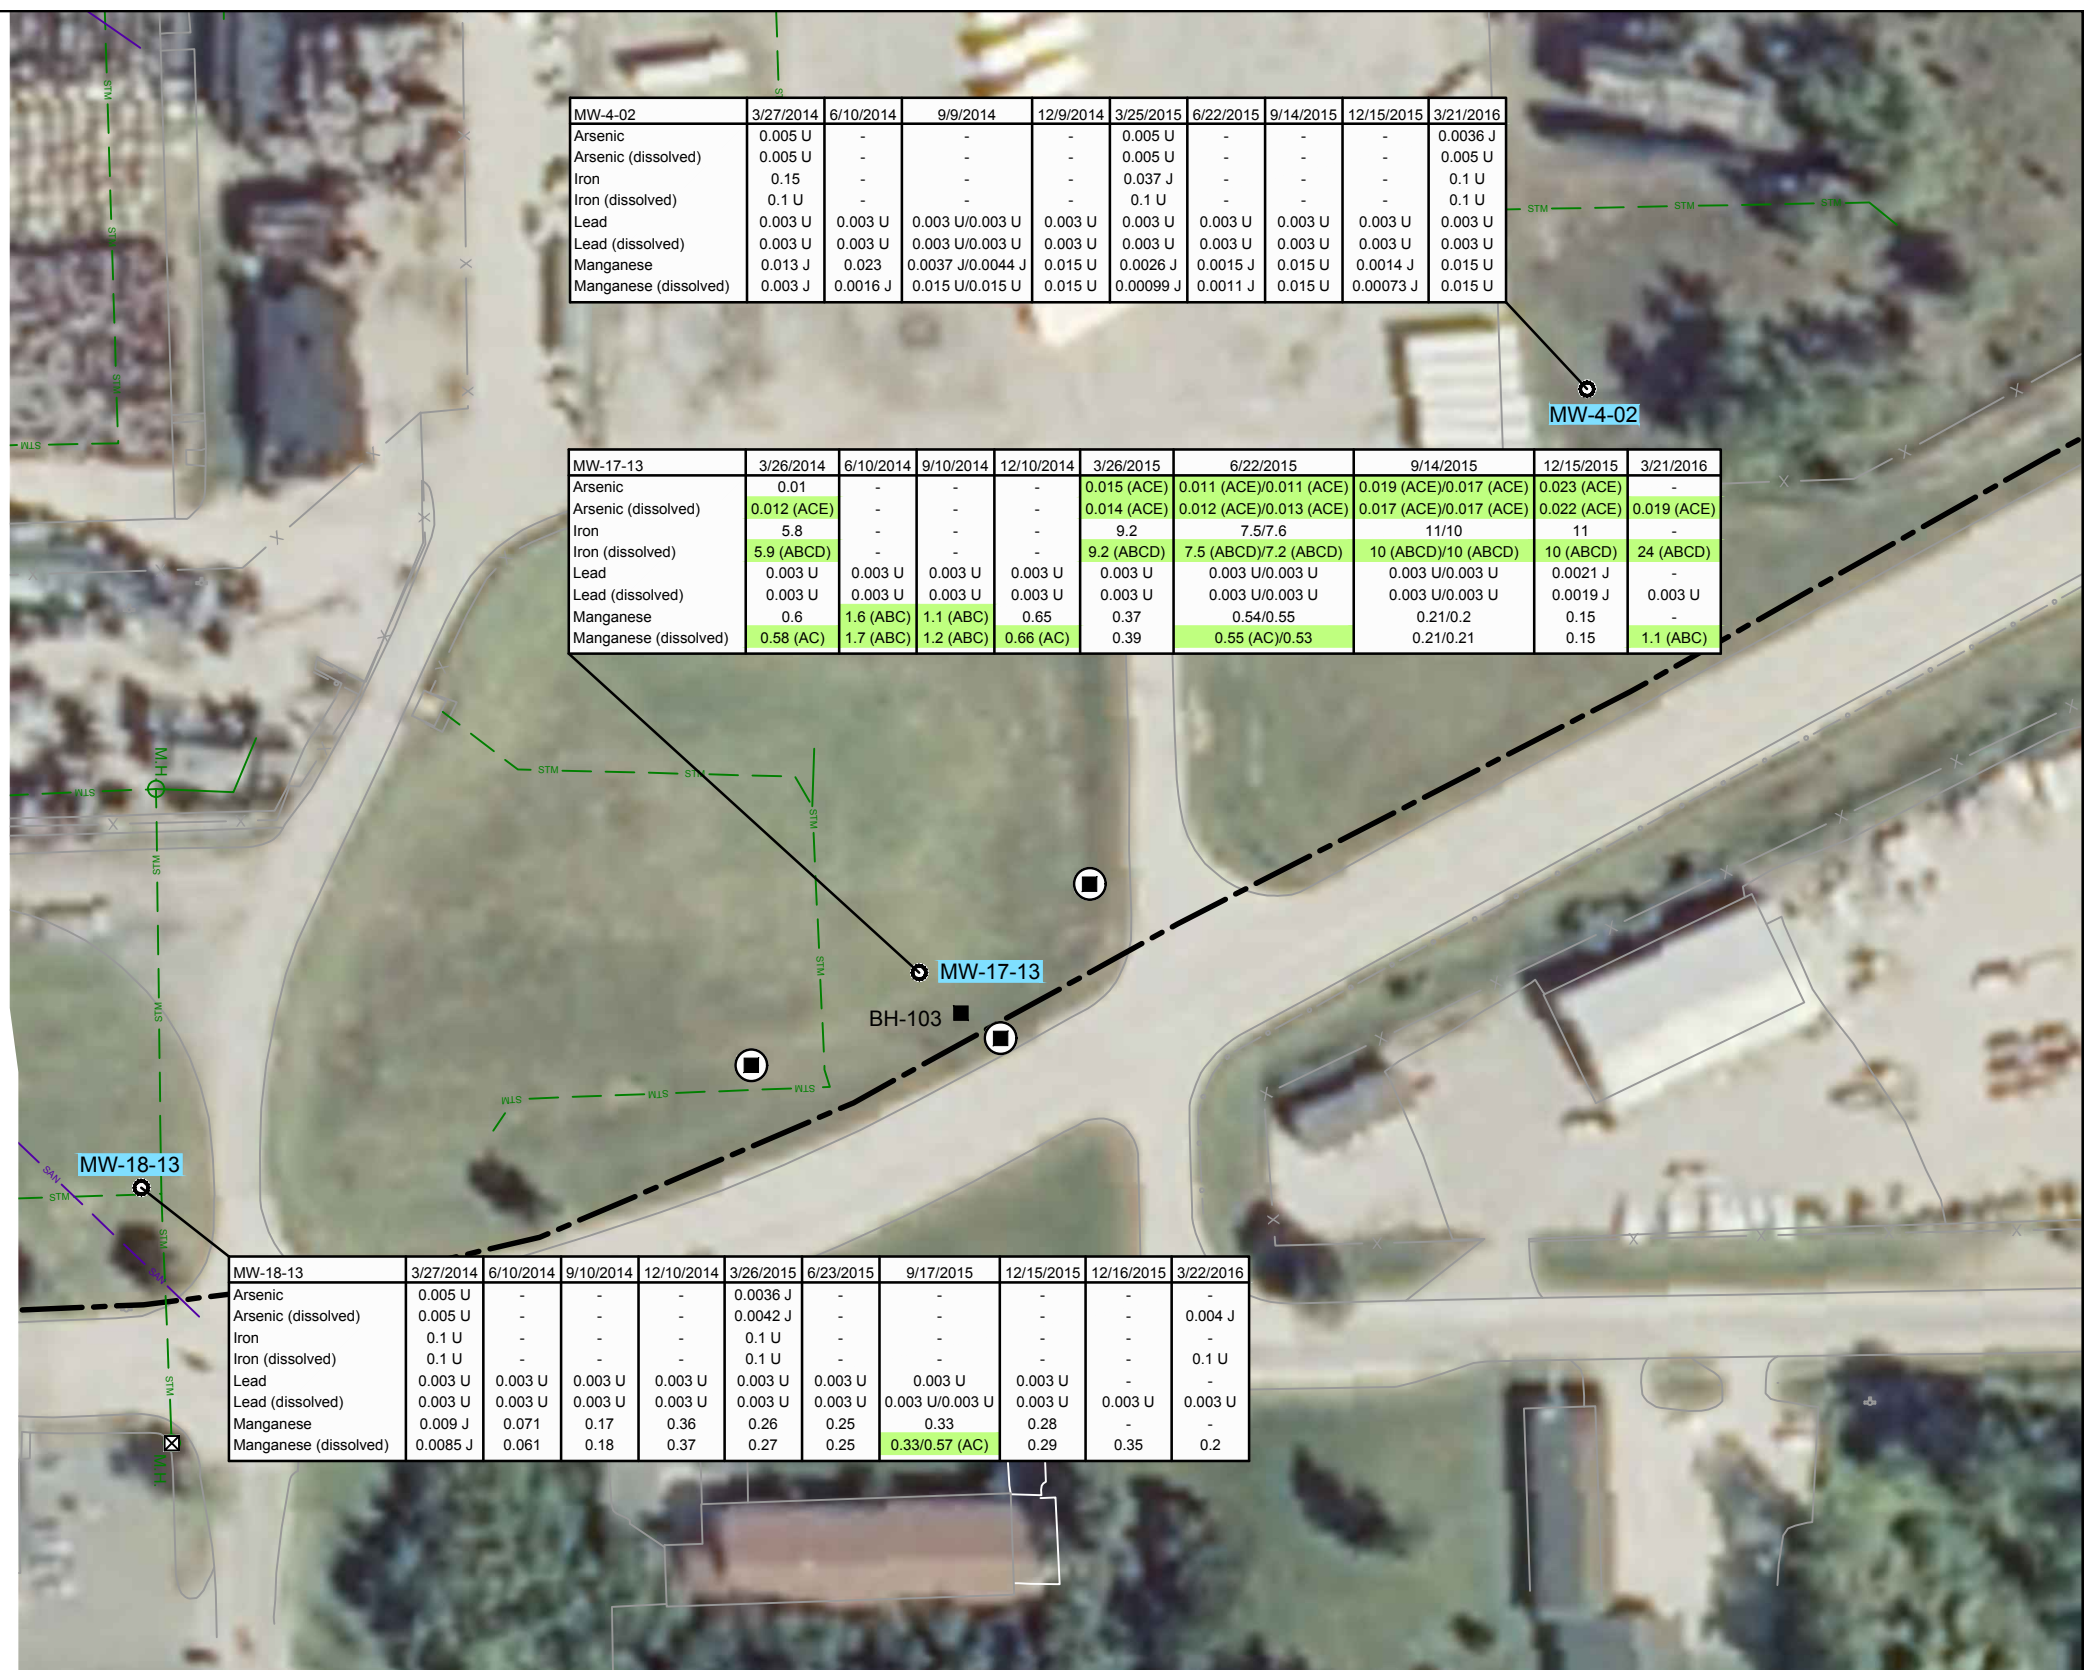 MW-4-02 3/27/2014 6/10/2014 9/9/2014 12/9/2014 3/25/2015 6/22/2015 9/14/2015 12/15/2015 3/21/2016
Arsenic 0.005 U - - - 0.005 U - - - 0.0036 J
Arsenic (dissolved) 0.005 U - - - 0.005 U - - - 0.005 U
Iron 0.15 - - - 0.037 J - - - 0.1 U
Iron (dissolved) 0.1 U - - - 0.1 U - - - 0.1 U
Lead 0.003 U 0.003 U 0.003 U/0.003 U 0.003 U 0.003 U 0.003 U 0.003 U 0.003 U 0.003 U
Lead (dissolved) 0.003 U 0.003 U 0.003 U/0.003 U 0.003 U 0.003 U 0.003 U 0.003 U 0.003 U 0.003 U
Manganese 0.013 J 0.023 0.0037 J/0.0044 J 0.015 U 0.0026 J 0.0015 J 0.015 U 0.0014 J 0.015 U
Manganese (dissolved) 0.003 J 0.0016 J 0.015 U/0.015 U 0.015 U 0.00099 J 0.0011 J 0.015 U 0.00073 J 0.015 U
STM STM STM
STM
STM
STM
STM
MW-4-02
MW-17-13 3/26/2014 6/10/2014 9/10/2014 12/10/2014 3/26/2015 6/22/2015 9/14/2015 12/15/2015 3/21/2016
Arsenic 0.01 - - - 0.015 (ACE) 0.011 (ACE)/0.011 (ACE) 0.019 (ACE)/0.017 (ACE) 0.023 (ACE) -
Arsenic (dissolved) 0.012 (ACE) - - - 0.014 (ACE) 0.012 (ACE)/0.013 (ACE) 0.017 (ACE)/0.017 (ACE) 0.022 (ACE) 0.019 (ACE)
Iron 5.8 - - - 9.2 7.5/7.6 11/10 11 -
Iron (dissolved) 5.9 (ABCD) - - - 9.2 (ABCD) 7.5 (ABCD)/7.2 (ABCD) 10 (ABCD)/10 (ABCD) 10 (ABCD) 24 (ABCD)
Lead 0.003 U 0.003 U 0.003 U 0.003 U 0.003 U 0.003 U/0.003 U 0.003 U/0.003 U 0.0021 J -
Lead (dissolved) 0.003 U 0.003 U 0.003 U 0.003 U 0.003 U 0.003 U/0.003 U 0.003 U/0.003 U 0.0019 J 0.003 U
Manganese 0.6 1.6 (ABC) 1.1 (ABC) 0.65 0.37 0.54/0.55 0.21/0.2 0.15 -
Manganese (dissolved) 0.58 (AC) 1.7 (ABC) 1.2 (ABC) 0.66 (AC) 0.39 0.55 (AC)/0.53 0.21/0.21 0.15 1.1 (ABC)
M.H
STM STM
STM
STM
STM
STM
STM
MW-17-13
BH-103
STM STM STM
MW-18-13
SAN
STM
STM
SAN
MW-18-13 3/27/2014 6/10/2014 9/10/2014 12/10/2014 3/26/2015 6/23/2015 9/17/2015 12/15/2015 12/16/2015 3/22/2016
Arsenic 0.005 U - - - 0.0036 J - - - - -
Arsenic (dissolved) 0.005 U - - - 0.0042 J - - - - 0.004 J
Iron 0.1 U - - - 0.1 U - - - - -
Iron (dissolved) 0.1 U - - - 0.1 U - - - - 0.1 U
Lead 0.003 U 0.003 U 0.003 U 0.003 U 0.003 U 0.003 U 0.003 U 0.003 U - -
Lead (dissolved) 0.003 U 0.003 U 0.003 U 0.003 U 0.003 U 0.003 U 0.003 U/0.003 U 0.003 U 0.003 U 0.003 U
Manganese 0.009 J 0.071 0.17 0.36 0.26 0.25 0.33 0.28 - -
Manganese (dissolved) 0.0085 J 0.061 0.18 0.37 0.27 0.25 0.33/0.57 (AC) 0.29 0.35 0.2
STM
M.H